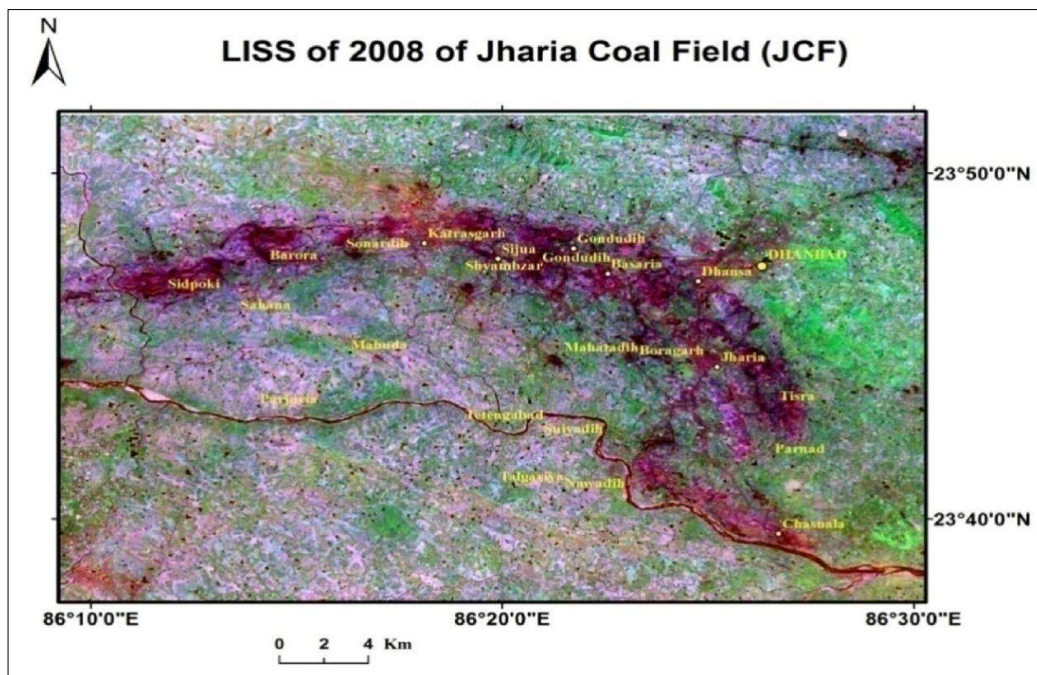 N
LISS of 2008 of Jharia Coal Field (JCF)
23°50'0"N
Katrasgarh
Sonardih
Gondudih
Sijua
Barora
Gondudih
DHANBAD
Shyambzar
Basaria
Dhansa
Sidpoki
Sahana
Mahuda
Mahatadih
Boragarh
Jharia
Tisra
Tetengabad
Suiyadih
Parnad
Talgariya
23°40'0"N
Chasnala
86°10'0"E
86°20'0"E
86°30'0"E
0 2 4 Km